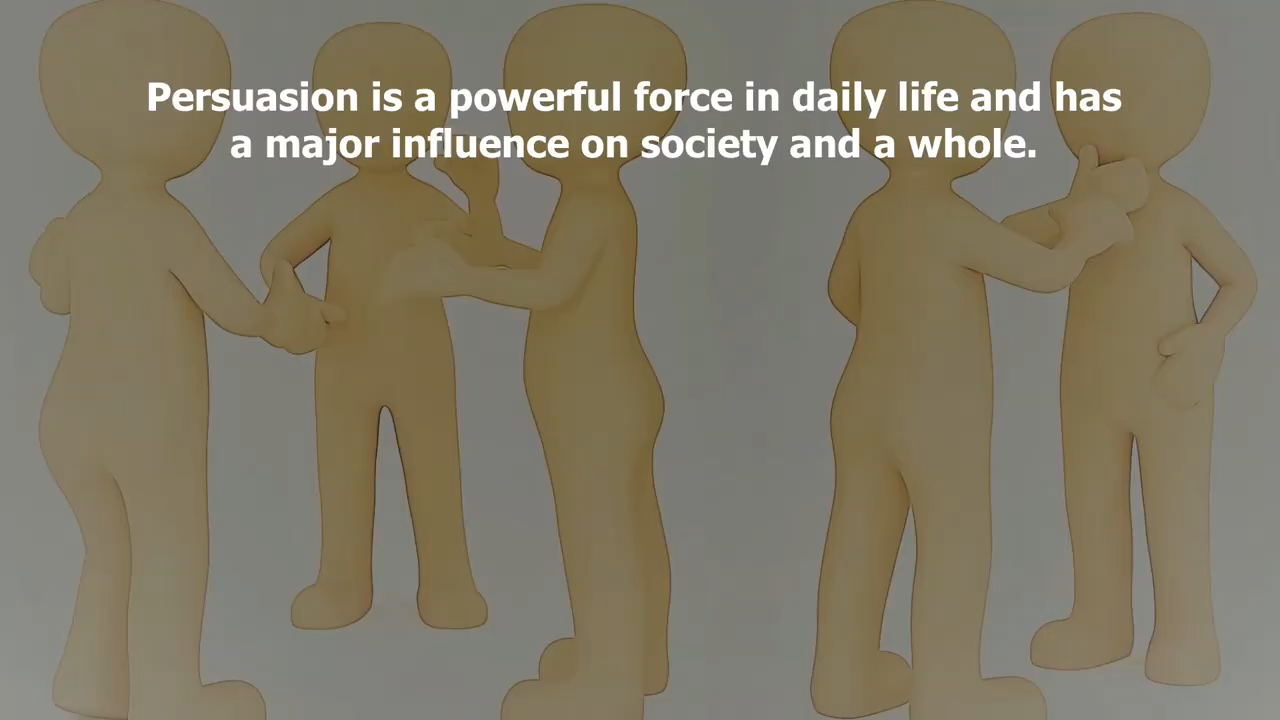 Persuasion is a powerful force in daily life and has
a major influence on society and a whole.